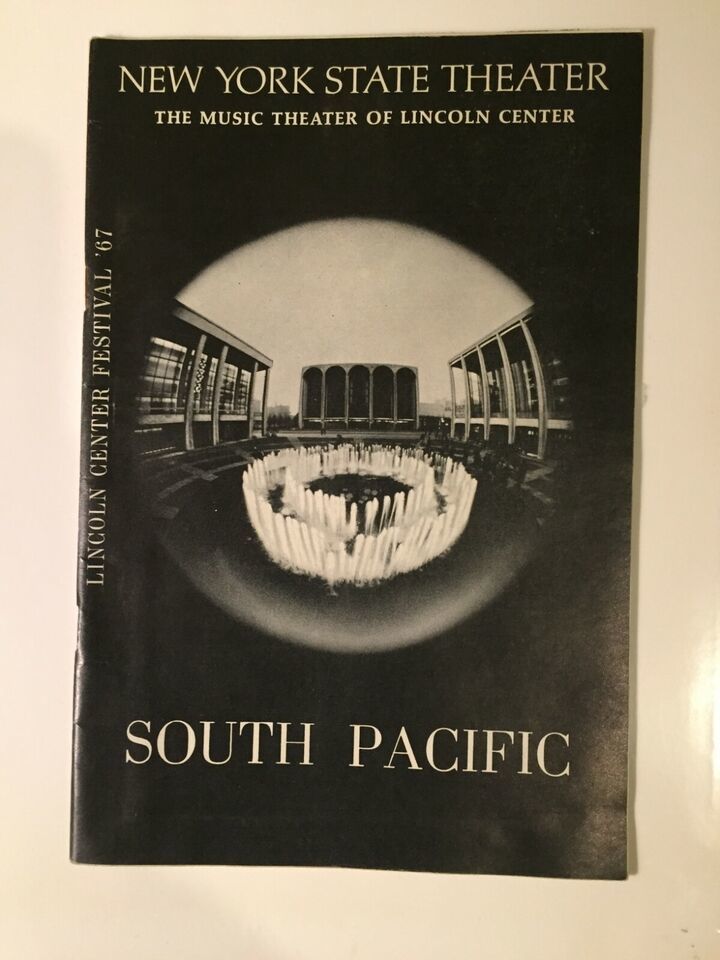 NEW YORK STATE THEATER
THE MUSIC THEATER OF LINCOLN CENTER
LINCOLN CENTER FESTIVAL '67
SOUTH PACIFIC